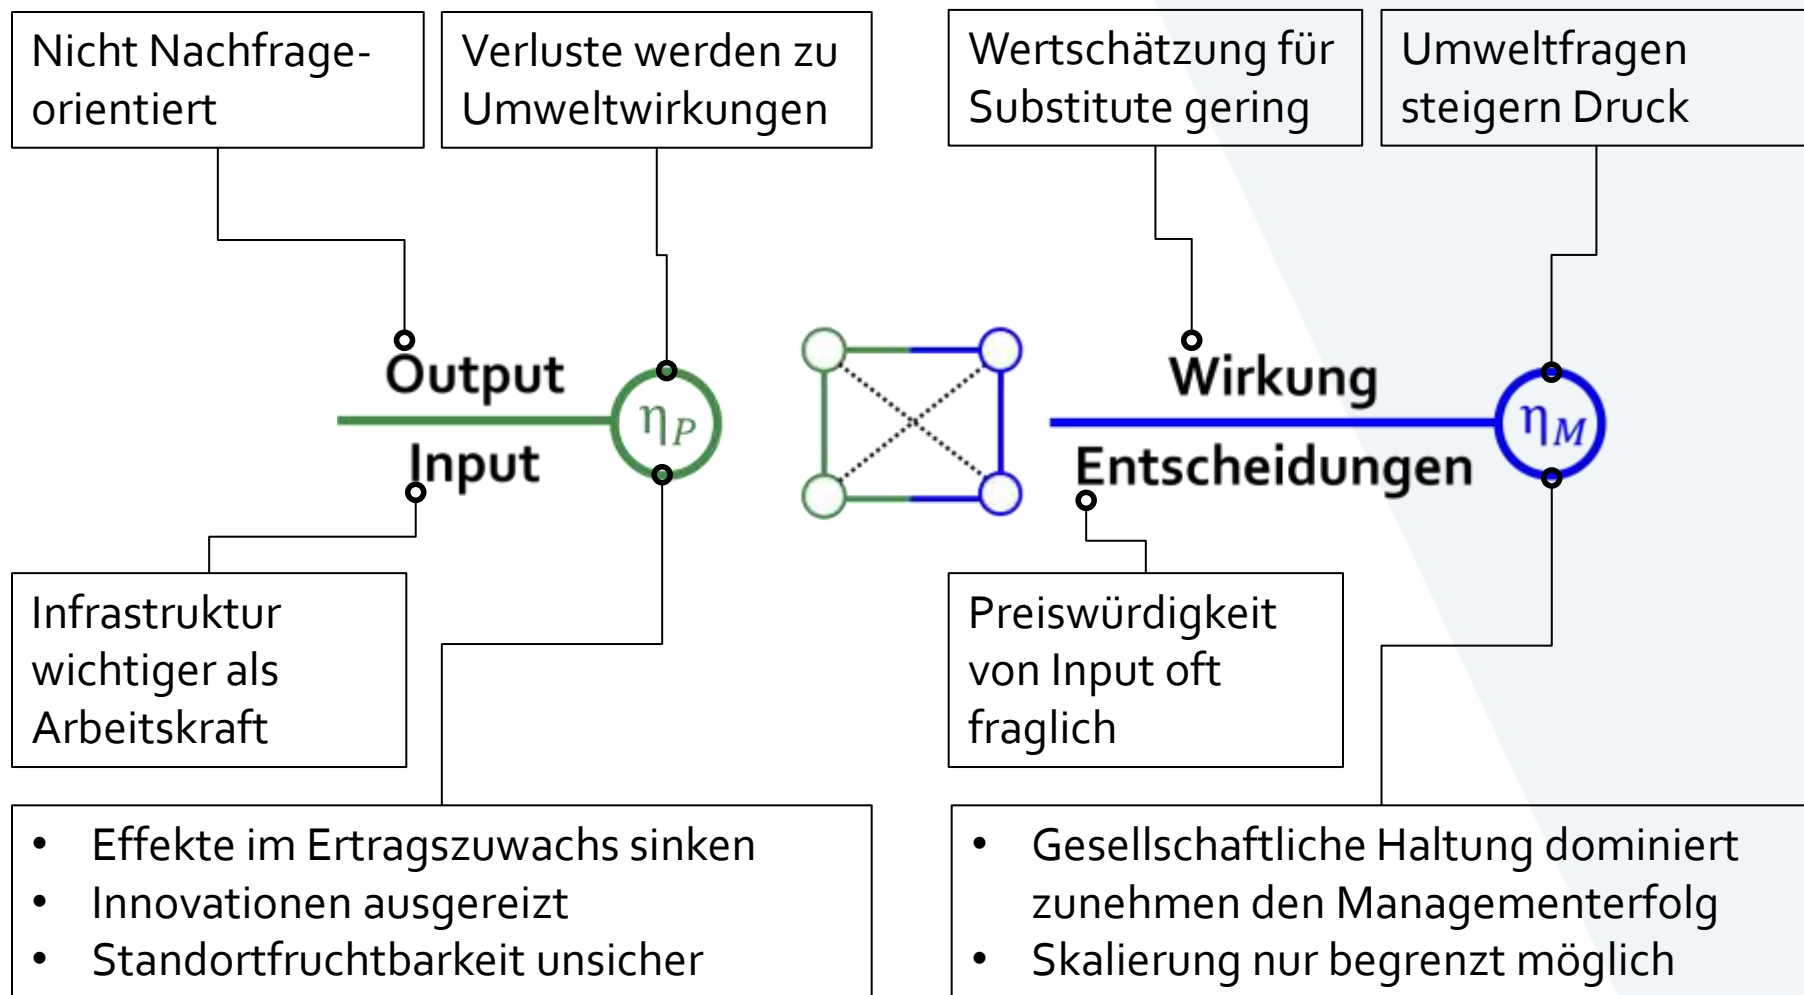 Nicht Nachfrage-
orientiert
Verluste werden zu
Umweltwirkungen
Wertschätzung für
Substitute gering
Umweltfragen
steigern Druck
Output
Input
η_P
Wirkung
Entscheidungen
η_M
Infrastruktur
wichtiger als
Arbeitskraft
Preiswürdigkeit
von Input oft
fraglich
• Effekte im Ertragszuwachs sinken
• Innovationen ausgereizt
• Standortfruchtbarkeit unsicher
• Gesellschaftliche Haltung dominiert
zunehmen den Managementerfolg
• Skalierung nur begrenzt möglich